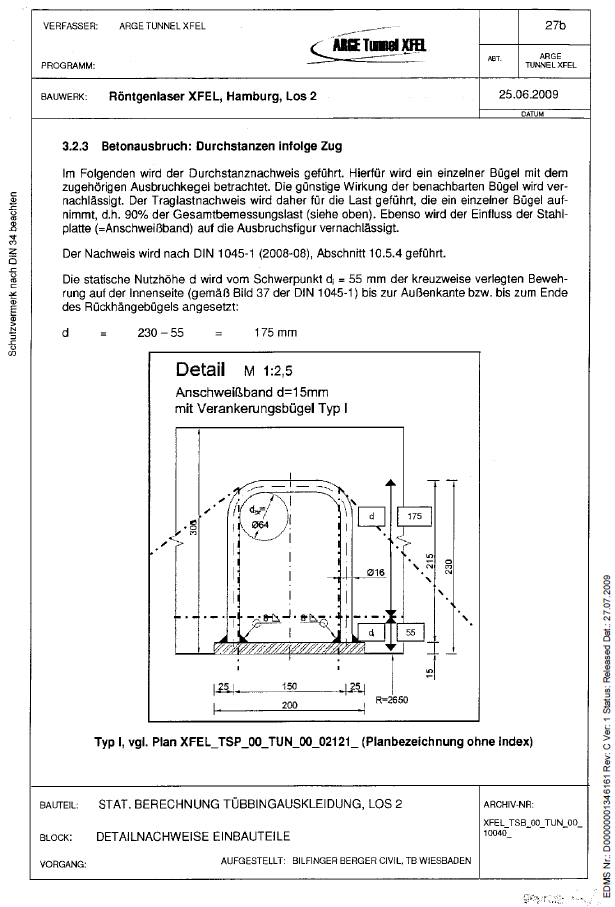 VERFASSER: ARGE TUNNEL XFEL
ARGE Tunnel XFEL
27b
PROGRAMM:
ABT. ARGE
TUNNEL XFEL
BAUWERK: Röntgenlaser XFEL, Hamburg, Los 2
25.06.2009
DATUM
3.2.3 Betonausbruch: Durchstanzen infolge Zug
Im Folgenden wird der Durchstanznachweis geführt. Hierfür wird ein einzelner Bügel mit dem
zugehörigen Ausbruchkegel betrachtet. Die günstige Wirkung der benachbarten Bügel wird ver-
nachlässigt. Der Traglastnachweis wird daher für die Last geführt, die ein einzelner Bügel auf-
nimmt, d.h. 90% der Gesamtbemessungslast (siehe oben). Ebenso wird der Einfluss der Stahl-
platte (=Anschweißband) auf die Ausbruchsfigur vernachlässigt.
Der Nachweis wird nach DIN 1045-1 (2008-08), Abschnitt 10.5.4 geführt.
Die statische Nutzhöhe d wird vom Schwerpunkt di = 55 mm der kreuzweise verlegten Beweh-
rung auf der Innenseite (gemäß Bild 37 der DIN 1045-1) bis zur Außenkante bzw. bis zum Ende
des Rückhängebügels angesetzt:
d = 230 – 55 = 175 mm
Detail M 1:2,5
Anschweißband d=15mm
mit Verankerungsbügel Typ I
300
Ø64
d 175
Ø16
215
230
8 8
di 55
15
25 150 25
200
R=2650
Typ I, vgl. Plan XFEL_TSP_00_TUN_00_02121_ (Planbezeichnung ohne Index)
BAUTEIL: STAT. BERECHNUNG TÜBBINGAUSKLEIDUNG, LOS 2
ARCHIV-NR:
XFEL_TSB_00_TUN_00_
10040_
BLOCK: DETAILNACHWEISE EINBAUTEILE
VORGANG:
AUFGESTELLT: BILFINGER BERGER CIVIL, TB WIESBADEN
Schutzvermerk nach DIN 34 beachten
EDMS Nr.: D00000001346161 Rev: C Ver: 1 Status: Released Dat.: 27.07.2009